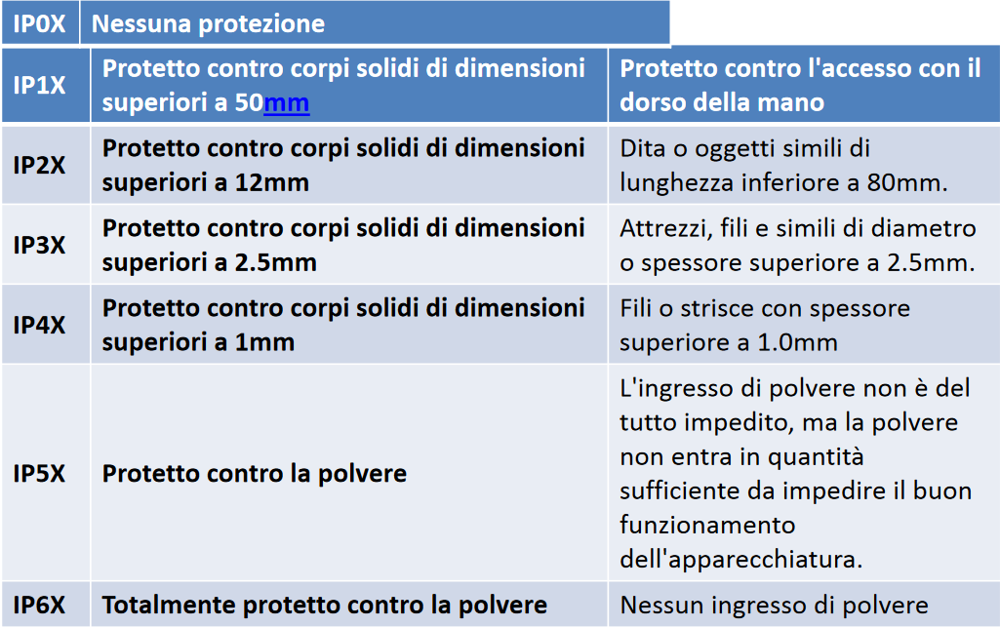 IP0X Nessuna protezione
IP1X
Protetto contro corpi solidi di dimensioni
superiori a 50mm
Protetto contro l'accesso con il
dorso della mano
IP2X
Protetto contro corpi solidi di dimensioni
superiori a 12mm
Dita o oggetti simili di
lunghezza inferiore a 80mm.
IP3X
Protetto contro corpi solidi di dimensioni
superiori a 2.5mm
Attrezzi, fili e simili di diametro
o spessore superiore a 2.5mm.
IP4X
Protetto contro corpi solidi di dimensioni
superiori a 1mm
Fili o strisce con spessore
superiore a 1.0mm
IP5X
Protetto contro la polvere
L'ingresso di polvere non è del
tutto impedito, ma la polvere
non entra in quantità
sufficiente da impedire il buon
funzionamento
dell'apparecchiatura.
IP6X
Totalmente protetto contro la polvere
Nessun ingresso di polvere